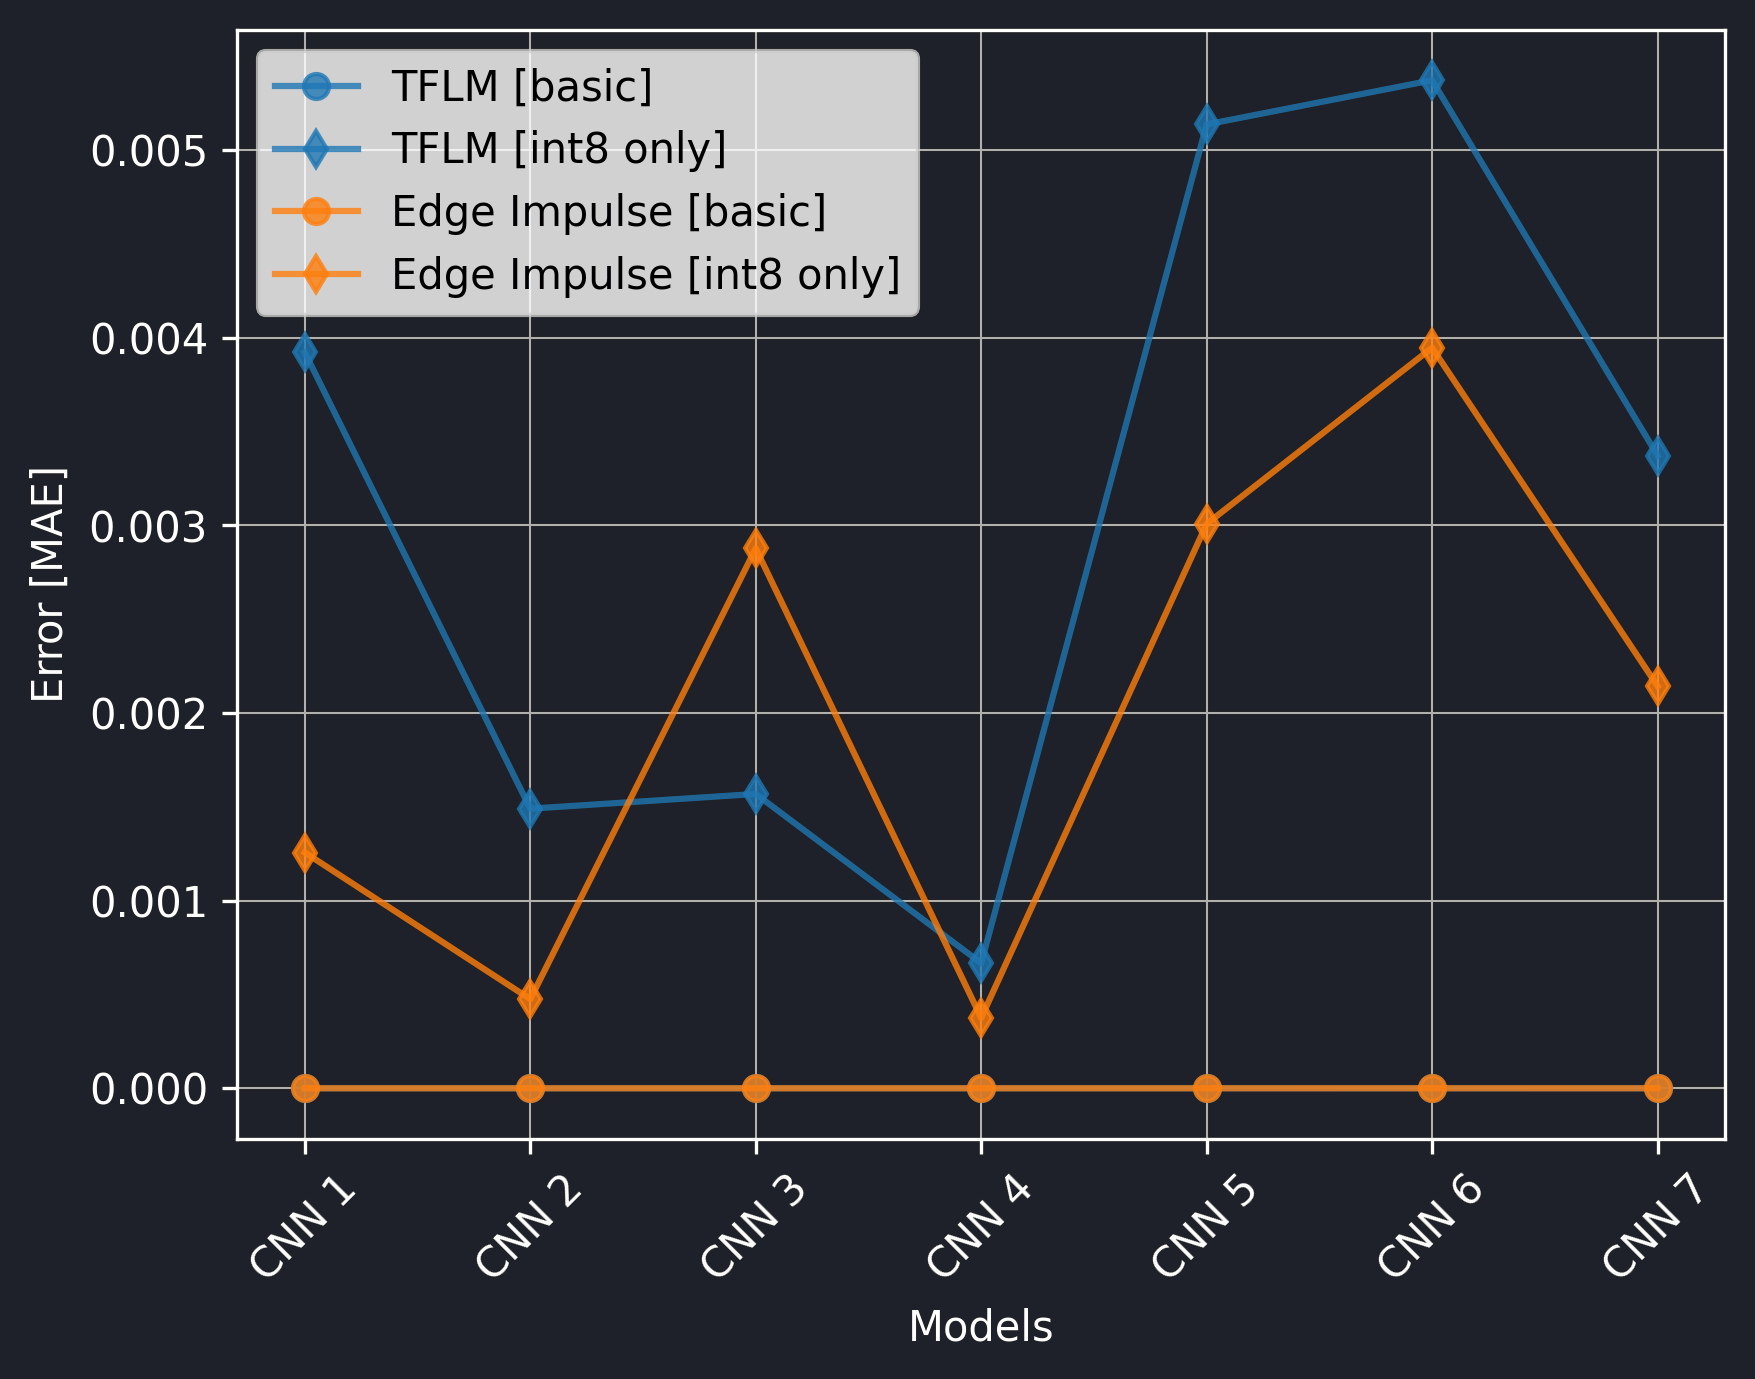 TFLM [basic]
TFLM [int8 only]
Edge Impulse [basic]
Edge Impulse [int8 only]
0.005
0.004
0.003
0.002
0.001
0.000
Error [MAE]
CNN 1
CNN 2
CNN 3
CNN 4
CNN 5
CNN 6
CNN 7
Models